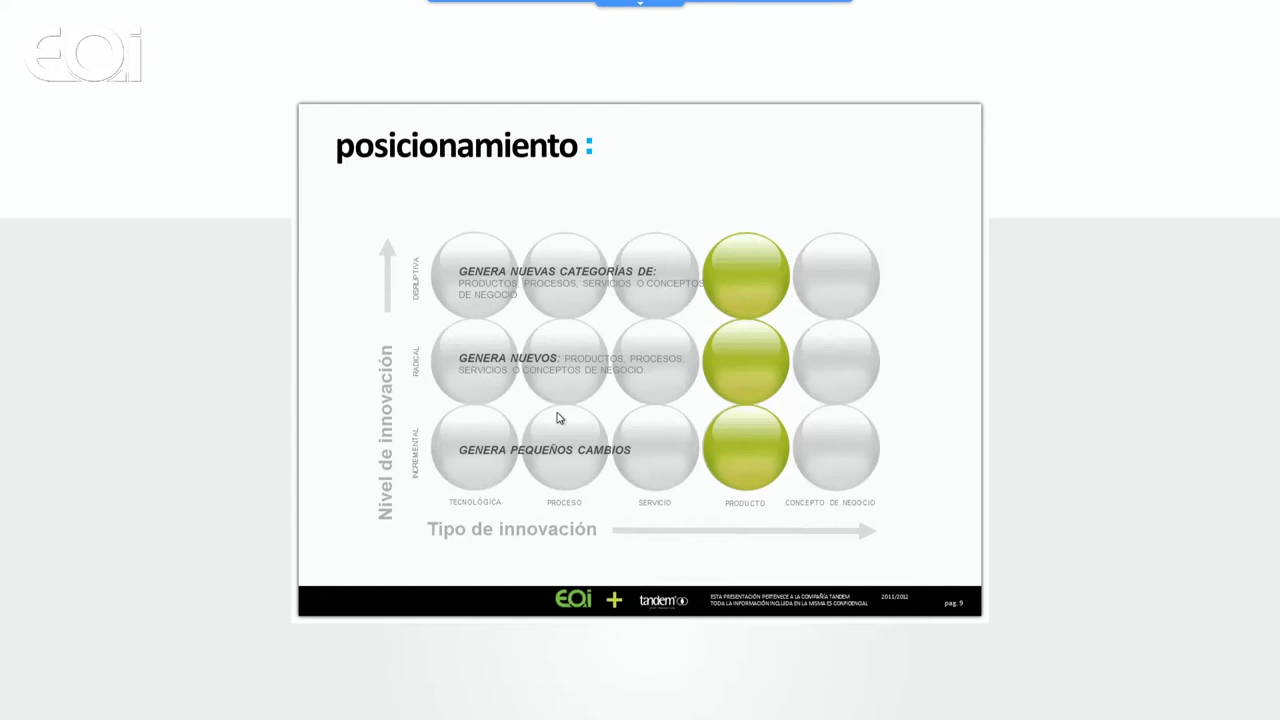 EOi
posicionamiento :
DISRUPTIVA
GENERA NUEVAS CATEGORÍAS DE:
PRODUCTOS, PROCESOS, SERVICIOS O CONCEPTOS
DE NEGOCIO
Nivel de innovación
RADICAL
GENERA NUEVOS: PRODUCTOS, PROCESOS,
SERVICIOS O CONCEPTOS DE NEGOCIO.
INCREMENTAL
GENERA PEQUEÑOS CAMBIOS
TECNOLÓGICA PROCESO SERVICIO PRODUCTO CONCEPTO DE NEGOCIO
Tipo de innovación
EOi + tandem
ESTA PRESENTACIÓN PERTENECE A LA COMPAÑÍA TANDEM 2011/2012
TODA LA INFORMACIÓN INCLUIDA EN LA MISMA ES CONFIDENCIAL
pag. 9